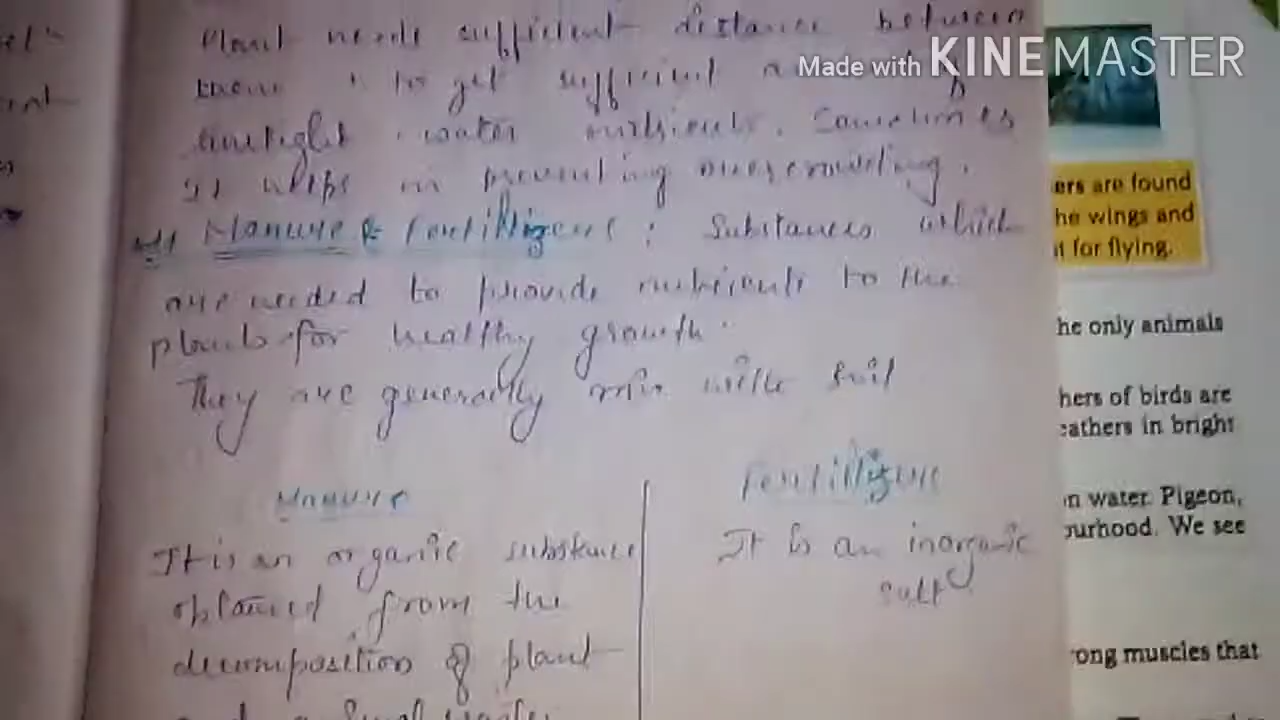 Plant needs sufficient distance between
them to get sufficient
sunlight water nutrients. Sometimes
It helps in preventing overcrowding.
Manure & Fertillizers : Substances which
are needed to provide nutrients to the
plants for healthy growth.
They are generally mix with soil
Manure
It is an organic substance
obtained from the
decomposition of plant
Fertillizure
It is an inorganic
salt
Made with KINEMASTER
ers are found
he wings and
t for flying.
he only animals
hers of birds are
eathers in bright
n water. Pigeon,
ourhood. We see
rong muscles that